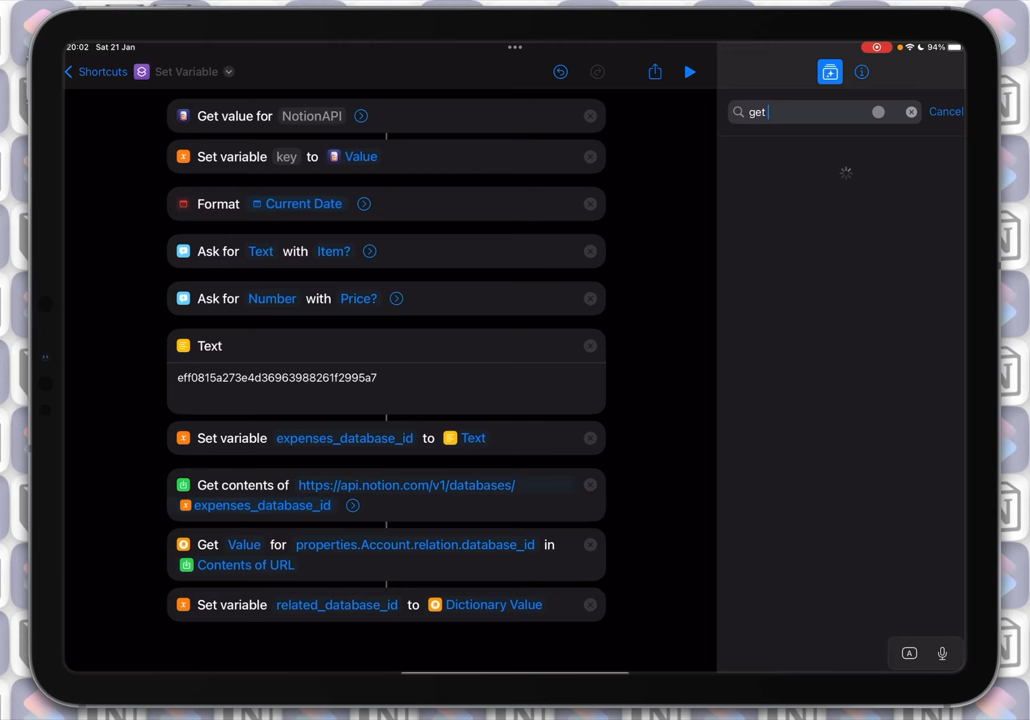 20:02 Sat 21 Jan
94%
Shortcuts Set Variable
get
Cancel
Get value for NotionAPI
Set variable key to Value
Format Current Date
Ask for Text with Item?
Ask for Number with Price?
Text
eff0815a273e4d36963988261f2995a7
Set variable expenses_database_id to Text
Get contents of https://api.notion.com/v1/databases/
expenses_database_id
Get Value for properties.Account.relation.database_id in
Contents of URL
Set variable related_database_id to Dictionary Value
A